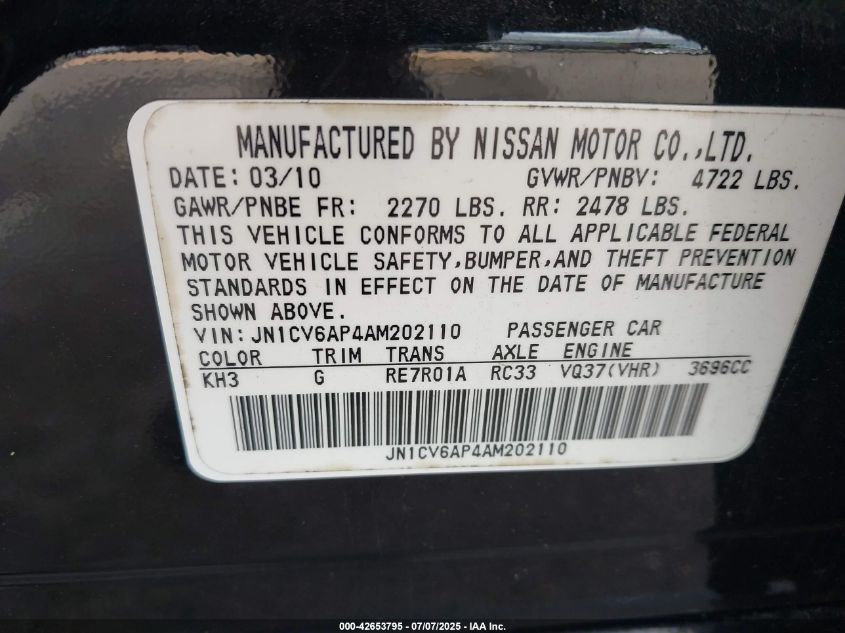 MANUFACTURED BY NISSAN MOTOR CO.,LTD.
DATE: 03/10 GVWR/PNBV: 4722 LBS.
GAWR/PNBE FR: 2270 LBS. RR: 2478 LBS.
THIS VEHICLE CONFORMS TO ALL APPLICABLE FEDERAL
MOTOR VEHICLE SAFETY,BUMPER,AND THEFT PREVENTION
STANDARDS IN EFFECT ON THE DATE OF MANUFACTURE
SHOWN ABOVE.
VIN: JN1CV6AP4AM202110 PASSENGER CAR
COLOR TRIM TRANS AXLE ENGINE
KH3 G RE7R01A RC33 VQ37(VHR) 3696CC
JN1CV6AP4AM202110
000-42653795 - 07/07/2025 - IAA Inc.